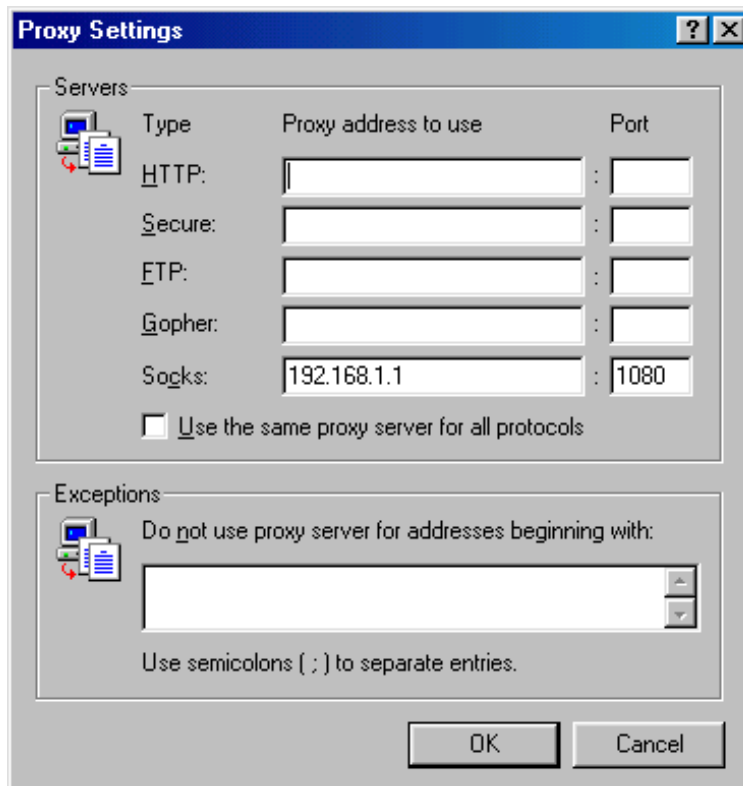 Proxy Settings
Servers
Type Proxy address to use Port
HTTP: :
Secure: :
FTP: :
Gopher: :
Socks: 192.168.1.1 : 1080
Use the same proxy server for all protocols
Exceptions
Do not use proxy server for addresses beginning with:
Use semicolons ( ; ) to separate entries.
OK Cancel